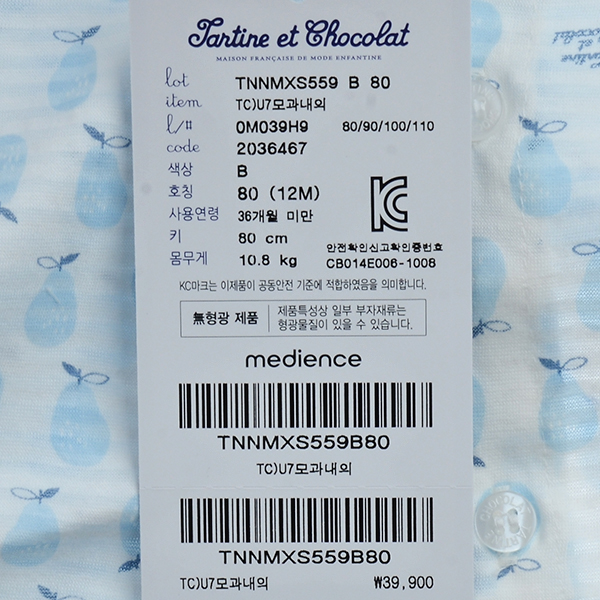 Tartine et Chocolat
MAISON FRANÇAISE DE MODE ENFANTINE
lot TNNMXS559 B 80
item TC)U7모과내의
l/# 0M039H9 80/90/100/110
code 2036467
색상 B
호칭 80 (12M)
사용연령 36개월 미만
키 80 cm
몸무게 10.8 kg
안전확인신고확인증번호
CB014E006-1008
KC마크는 이제품이 공동안전 기준에 적합하였음을 의미합니다.
無형광 제품
제품특성상 일부 부자재류는
형광물질이 있을 수 있습니다.
medience
TNNMXS559B80
TC)U7모과내의
TNNMXS559B80
TC)U7모과내의 ₩39,900